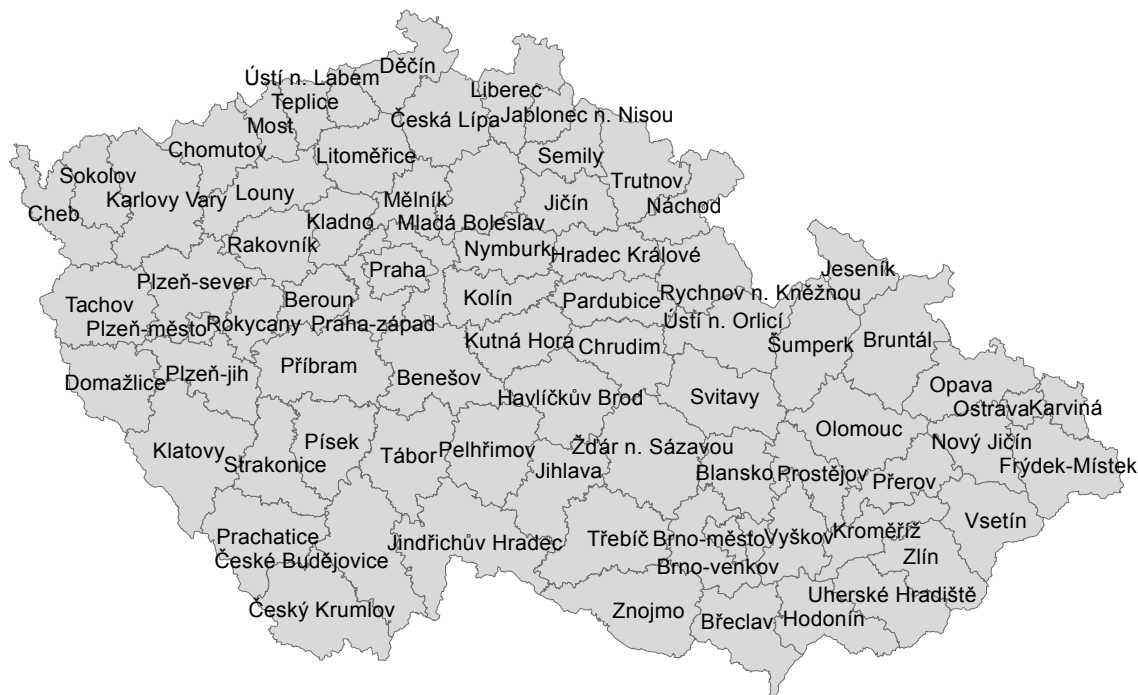 Děčín
Ústí n. Labem
Liberec
Teplice
Jablonec n. Nisou
Česká Lípa
Most
Chomutov
Litoměřice
Semily
Sokolov
Trutnov
Karlovy Vary
Louny
Mělník
Jičín
Náchod
Cheb
Kladno
Mladá Boleslav
Rakovník
Nymburk
Hradec Králové
Praha
Jeseník
Plzeň-sever
Tachov
Beroun
Kolín
Pardubice
Rychnov n. Kněžnou
Plzeň-město
Rokycany
Praha-západ
Ústí n. Orlicí
Kutná Hora
Chrudim
Šumperk
Bruntál
Domažlice
Plzeň-jih
Příbram
Benešov
Havlíčkův Brod
Svitavy
Opava
Ostrava
Karviná
Olomouc
Klatovy
Písek
Strakonice
Tábor
Pelhřimov
Žďár n. Sázavou
Nový Jičín
Jihlava
Blansko
Prostějov
Přerov
Frýdek-Místek
Vsetín
Prachatice
Jindřichův Hradec
Třebíč
Brno-město
Vyškov
Kroměříž
České Budějovice
Brno-venkov
Zlín
Český Krumlov
Znojmo
Břeclav
Uherské Hradiště
Hodonín